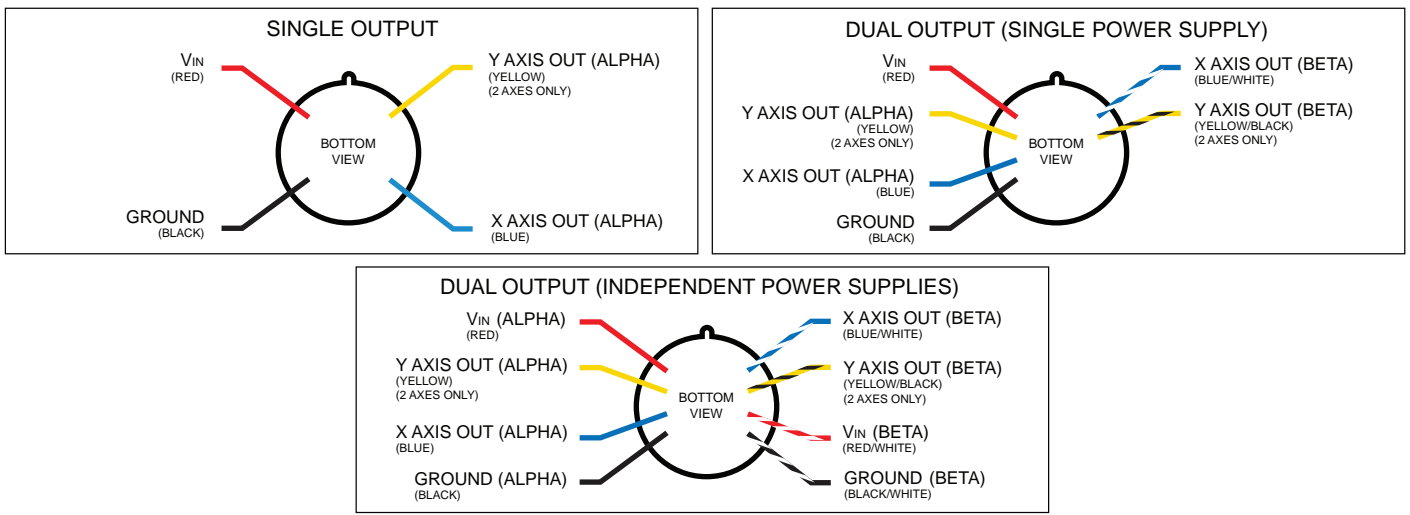 SINGLE OUTPUT
VIN
(RED)
Y AXIS OUT (ALPHA)
(YELLOW)
(2 AXES ONLY)
BOTTOM
VIEW
GROUND
(BLACK)
X AXIS OUT (ALPHA)
(BLUE)
DUAL OUTPUT (SINGLE POWER SUPPLY)
VIN
(RED)
X AXIS OUT (BETA)
(BLUE/WHITE)
Y AXIS OUT (ALPHA)
(YELLOW)
(2 AXES ONLY)
Y AXIS OUT (BETA)
(YELLOW/BLACK)
(2 AXES ONLY)
BOTTOM
VIEW
X AXIS OUT (ALPHA)
(BLUE)
GROUND
(BLACK)
DUAL OUTPUT (INDEPENDENT POWER SUPPLIES)
VIN (ALPHA)
(RED)
X AXIS OUT (BETA)
(BLUE/WHITE)
Y AXIS OUT (ALPHA)
(YELLOW)
(2 AXES ONLY)
Y AXIS OUT (BETA)
(YELLOW/BLACK)
(2 AXES ONLY)
BOTTOM
VIEW
X AXIS OUT (ALPHA)
(BLUE)
VIN (BETA)
(RED/WHITE)
GROUND (ALPHA)
(BLACK)
GROUND (BETA)
(BLACK/WHITE)